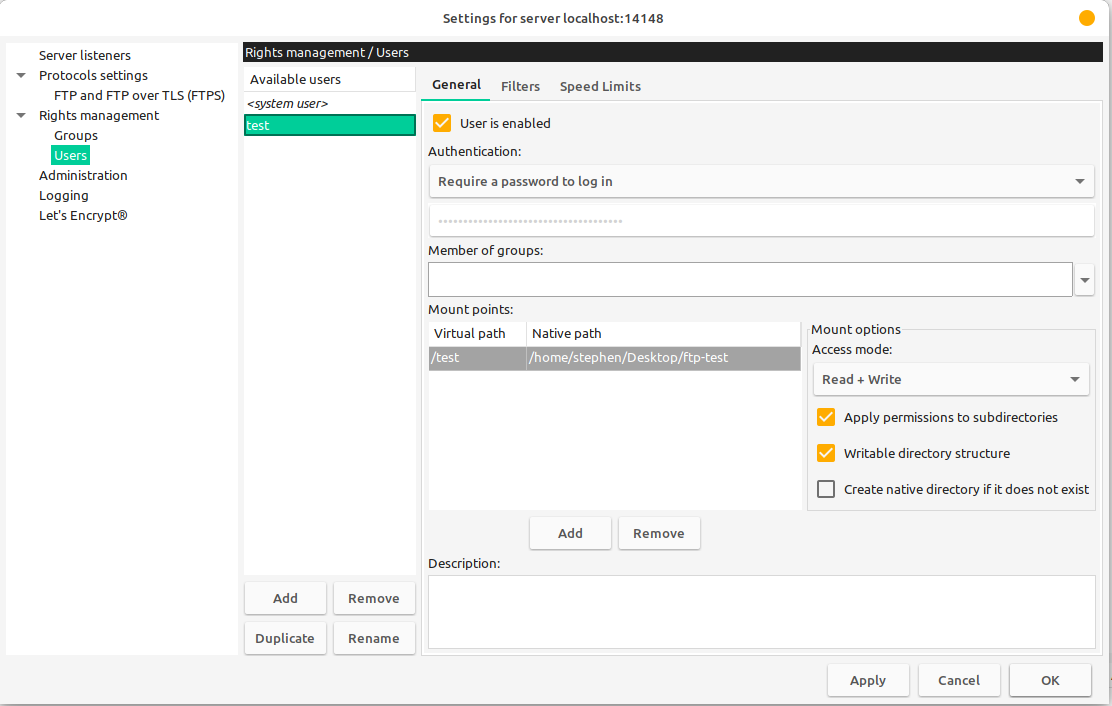 Settings for server localhost:14148
Server listeners
Protocols settings
FTP and FTP over TLS (FTPS)
Rights management
Groups
Users
Administration
Logging
Let's Encrypt®
Rights management / Users
Available users
<system user>
test
Add
Remove
Duplicate
Rename
General
Filters
Speed Limits
User is enabled
Authentication:
Require a password to log in
Member of groups:
Mount points:
Virtual path
Native path
/test
/home/stephen/Desktop/ftp-test
Mount options
Access mode:
Read + Write
Apply permissions to subdirectories
Writable directory structure
Create native directory if it does not exist
Add
Remove
Description:
Apply
Cancel
OK